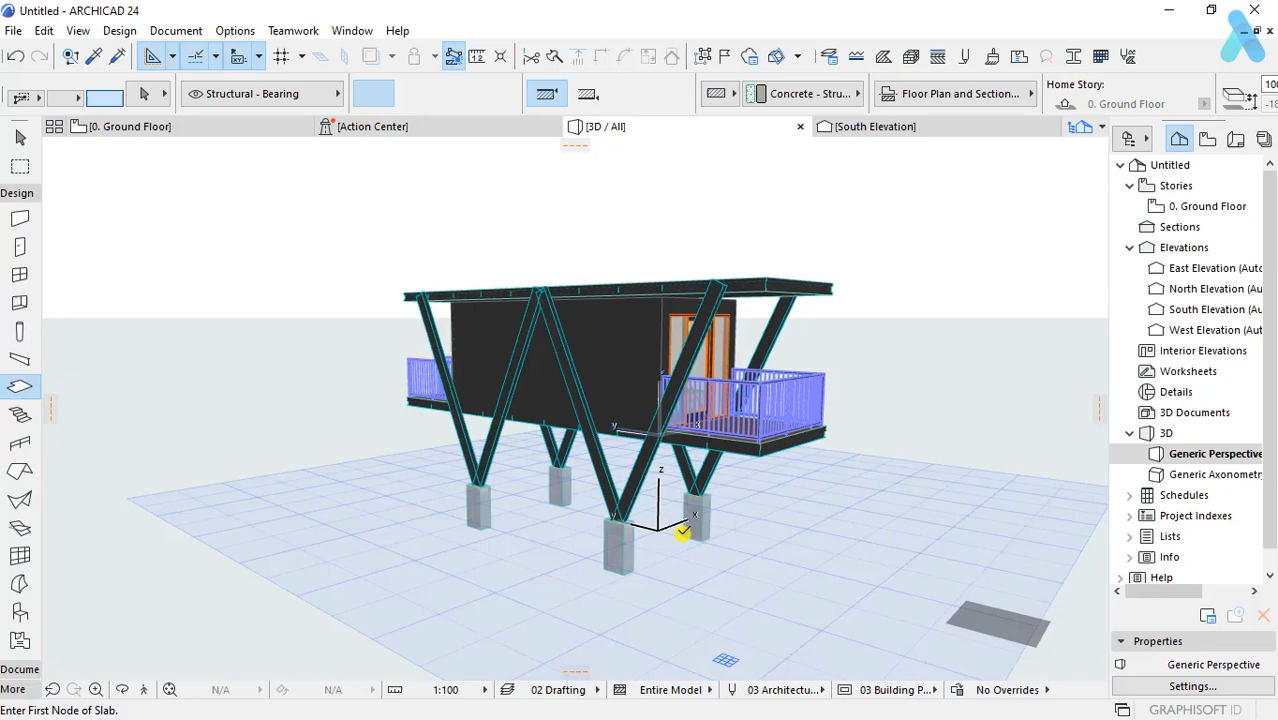 Untitled - ARCHICAD 24
File Edit View Design Document Options Teamwork Window Help
Structural - Bearing
Concrete - Stru...
Floor Plan and Section...
Home Story:
0. Ground Floor
100
[0. Ground Floor]
[Action Center]
[3D / All]
[South Elevation]
Design
Untitled
Stories
0. Ground Floor
Sections
Elevations
East Elevation (Auto
North Elevation (Au
South Elevation (Au
West Elevation (Aut
Interior Elevations
Worksheets
Details
3D Documents
3D
Generic Perspective
Generic Axonomet
Schedules
Project Indexes
Lists
Info
Help
y
x
z
y
x
Properties
Generic Perspective
Settings...
Docume
More
N/A
N/A
1:100
02 Drafting
Entire Model
03 Architectu...
03 Building P...
No Overrides
Enter First Node of Slab.
GRAPHISOFT ID